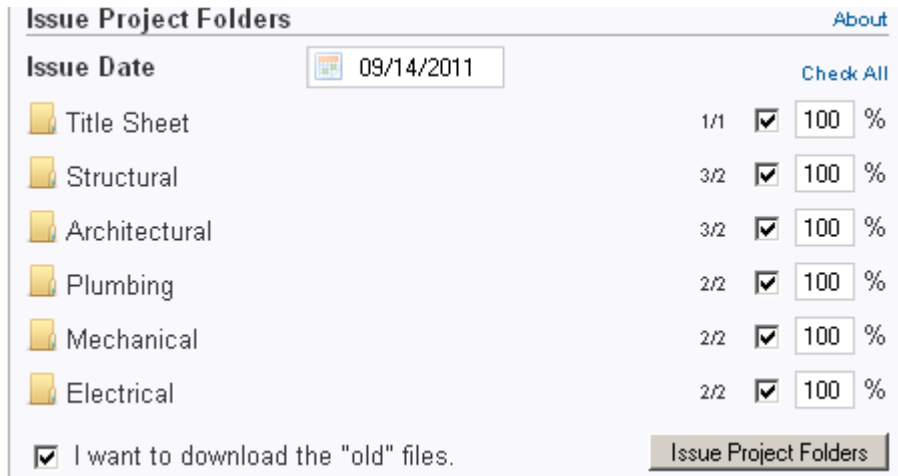 Issue Project Folders About
Issue Date 09/14/2011 Check All
Title Sheet 1/1 100 %
Structural 3/2 100 %
Architectural 3/2 100 %
Plumbing 2/2 100 %
Mechanical 2/2 100 %
Electrical 2/2 100 %
I want to download the "old" files. Issue Project Folders